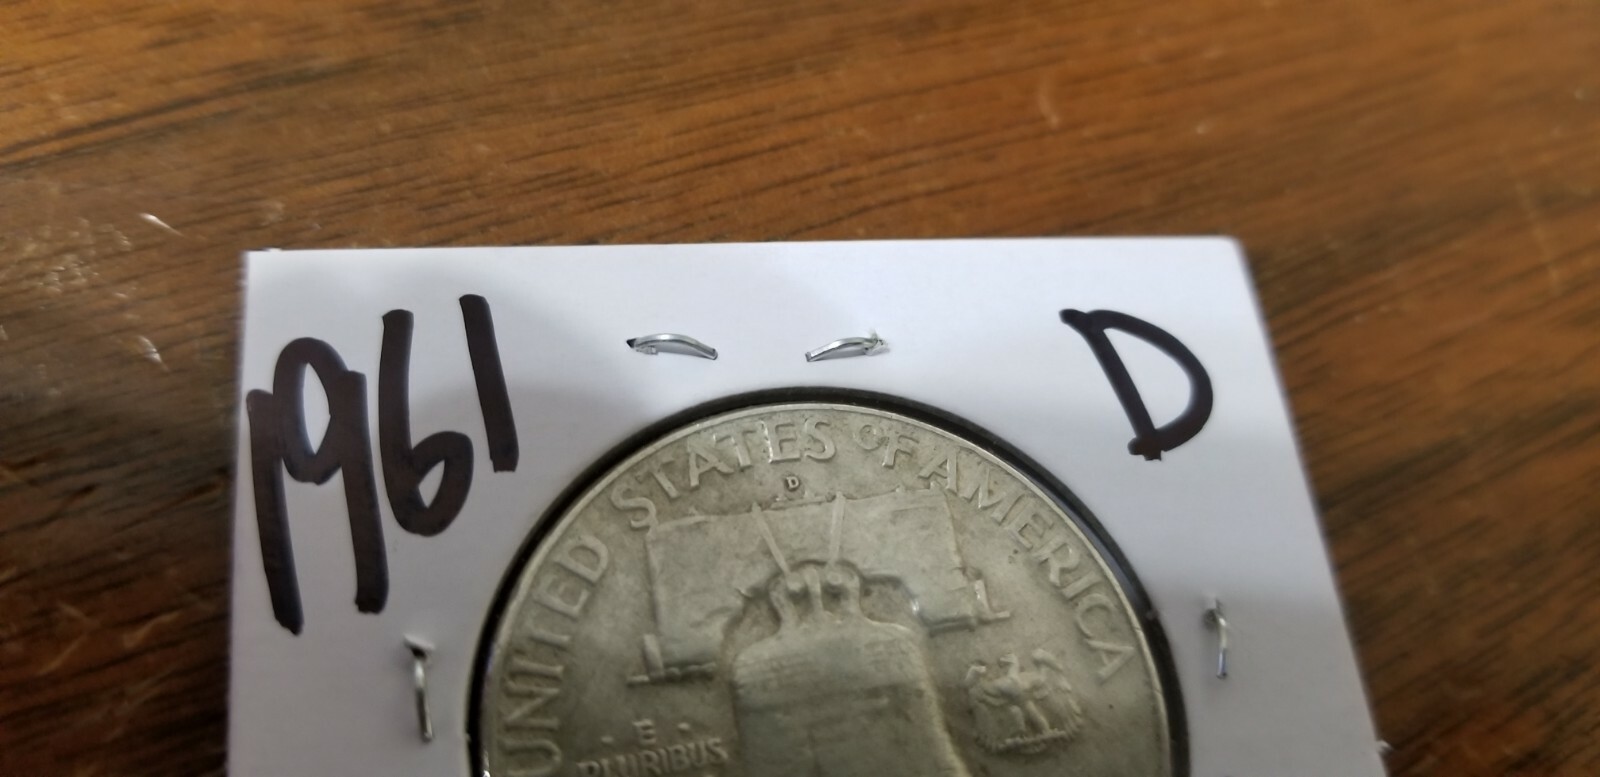 1961
D
UNITED STATES OF AMERICA
D
E
PLURIBUS